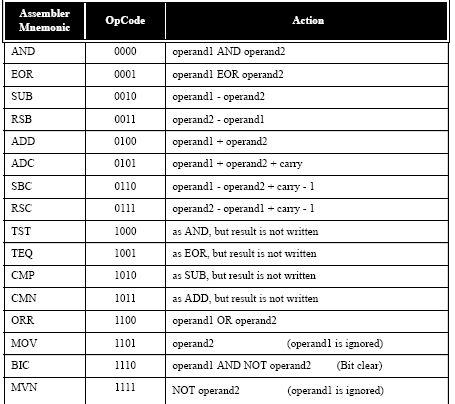 Assembler Mnemonic OpCode Action
AND 0000 operand1 AND operand2
EOR 0001 operand1 EOR operand2
SUB 0010 operand1 - operand2
RSB 0011 operand2 - operand1
ADD 0100 operand1 + operand2
ADC 0101 operand1 + operand2 + carry
SBC 0110 operand1 - operand2 + carry - 1
RSC 0111 operand2 - operand1 + carry - 1
TST 1000 as AND, but result is not written
TEQ 1001 as EOR, but result is not written
CMP 1010 as SUB, but result is not written
CMN 1011 as ADD, but result is not written
ORR 1100 operand1 OR operand2
MOV 1101 operand2 (operand1 is ignored)
BIC 1110 operand1 AND NOT operand2 (Bit clear)
MVN 1111 NOT operand2 (operand1 is ignored)